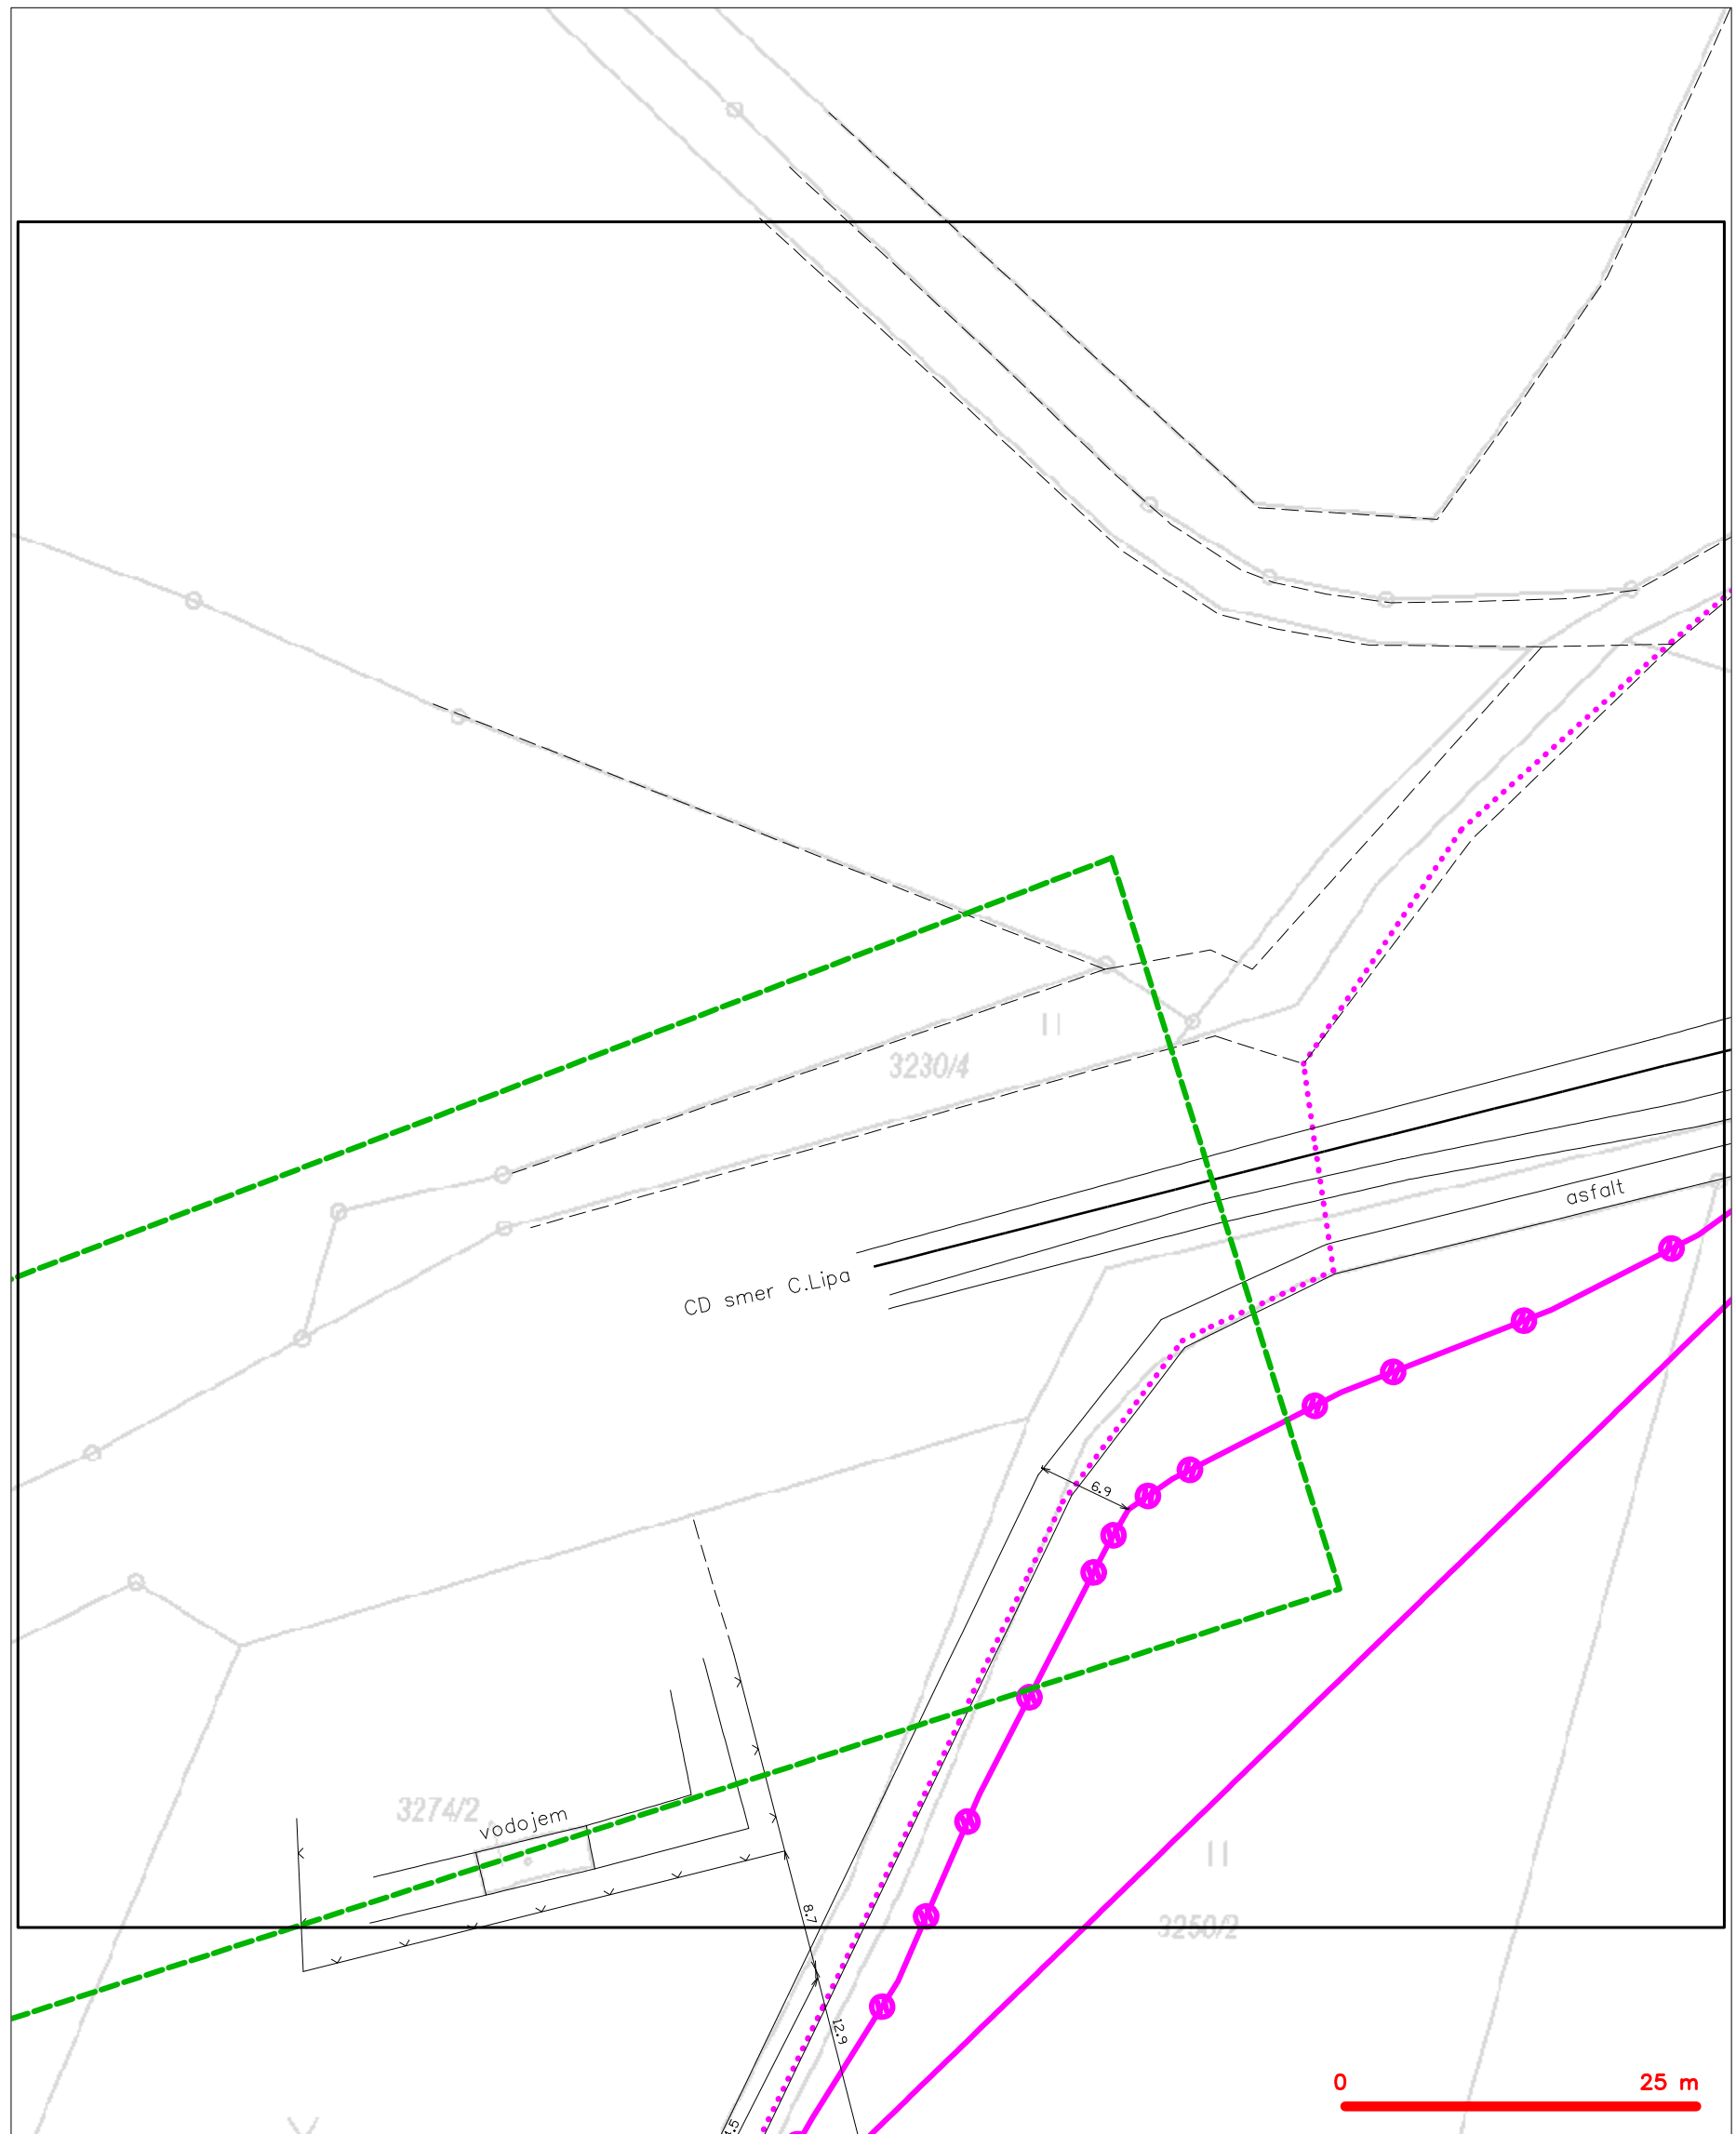 3230/4
asfalt
CD smer C.Lipa
6.9
3274/2
vodojem
8.7
3250/2
12.9
0 25 m